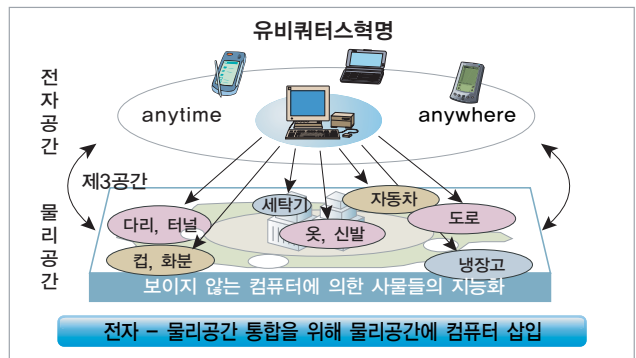 유비쿼터스혁명
전자공간
anytime
anywhere
제3공간
물리공간
세탁기
자동차
다리, 터널
옷, 신발
도로
컵, 화분
냉장고
보이지 않는 컴퓨터에 의한 사물들의 지능화
전자 – 물리공간 통합을 위해 물리공간에 컴퓨터 삽입